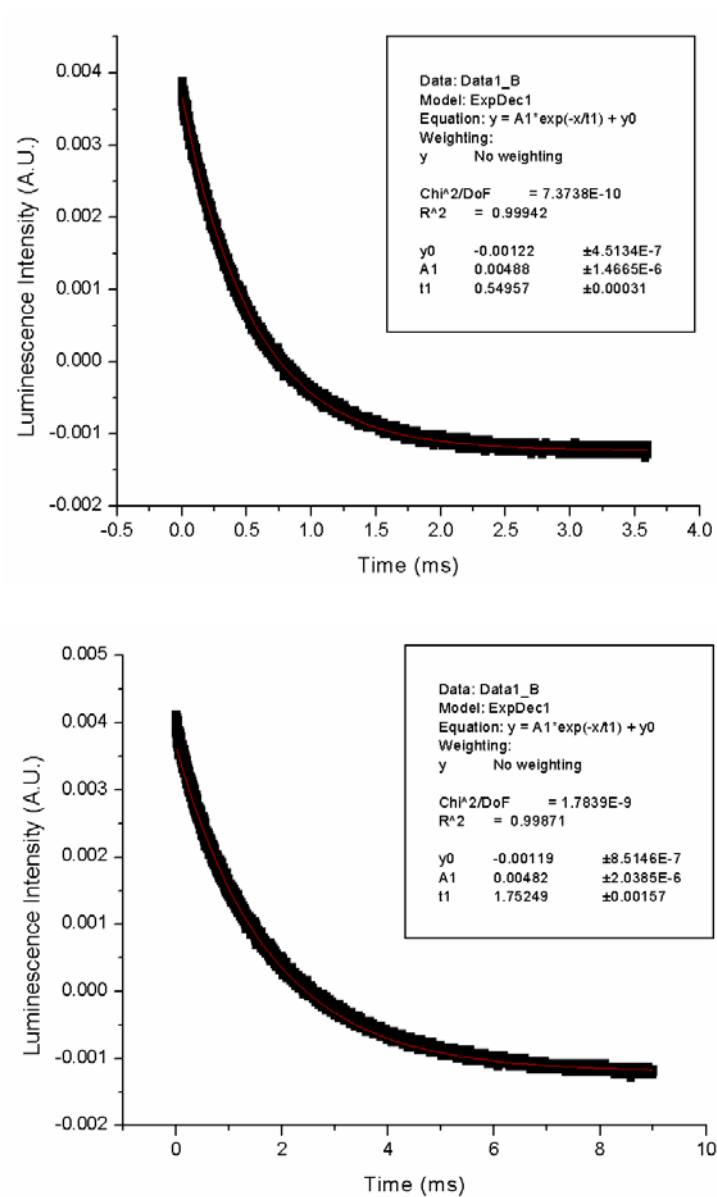 0.004
0.003
0.002
0.001
0.000
-0.001
-0.002
Luminescence Intensity (A.U.)
-0.5 0.0 0.5 1.0 1.5 2.0 2.5 3.0 3.5 4.0
Time (ms)
Data: Data1_B
Model: ExpDec1
Equation: y = A1*exp(-x/t1) + y0
Weighting:
y No weighting
Chi^2/DoF = 7.3738E-10
R^2 = 0.99942
y0 -0.00122 ±4.5134E-7
A1 0.00488 ±1.4665E-6
t1 0.54957 ±0.00031
0.005
0.004
0.003
0.002
0.001
0.000
-0.001
-0.002
Luminescence Intensity (A.U.)
0 2 4 6 8 10
Time (ms)
Data: Data1_B
Model: ExpDec1
Equation: y = A1*exp(-x/t1) + y0
Weighting:
y No weighting
Chi^2/DoF = 1.7839E-9
R^2 = 0.99871
y0 -0.00119 ±8.5146E-7
A1 0.00482 ±2.0385E-6
t1 1.75249 ±0.00157